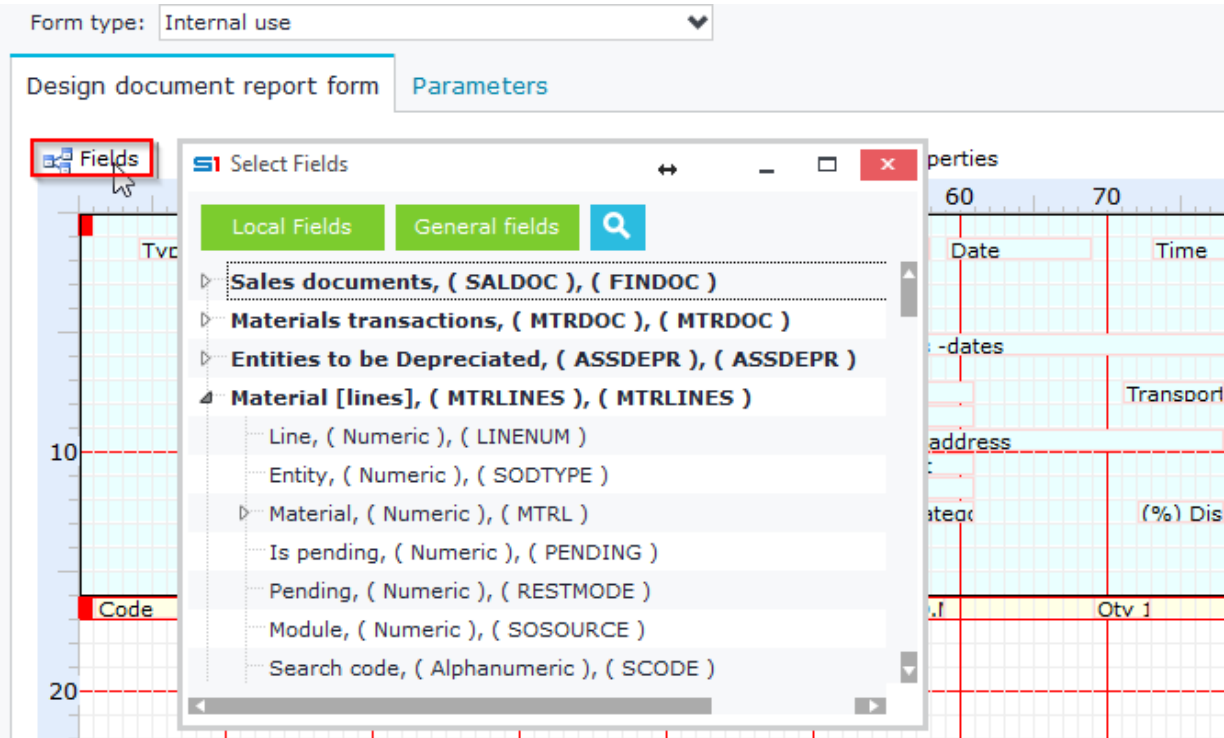 Form type: Internal use
Design document report form Parameters
Fields
S1 Select Fields
perties
60 70
Local Fields General fields
Date Time
Sales documents, ( SALDOC ), ( FINDOC )
Materials transactions, ( MTRDOC ), ( MTRDOC )
-dates
Entities to be Depreciated, ( ASSDEPR ), ( ASSDEPR )
Material [lines], ( MTRLINES ), ( MTRLINES )
Transport
Line, ( Numeric ), ( LINENUM )
address
10
Entity, ( Numeric ), ( SODTYPE )
Material, ( Numeric ), ( MTRL )
(%) Dis
Is pending, ( Numeric ), ( PENDING )
Pending, ( Numeric ), ( RESTMODE )
Code
Qty 1
Module, ( Numeric ), ( SOSOURCE )
Search code, ( Alphanumeric ), ( SCODE )
20